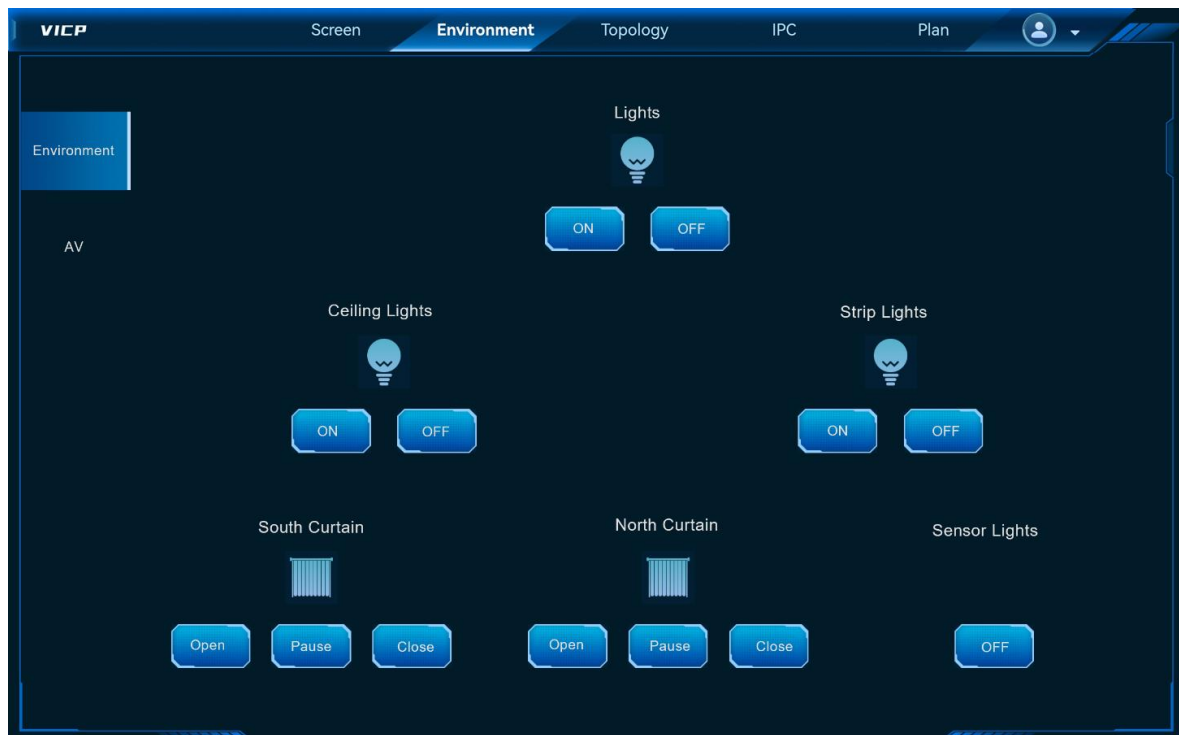 VICP
Screen
Environment
Topology
IPC
Plan
Environment
AV
Lights
ON
OFF
Ceiling Lights
Strip Lights
ON
OFF
ON
OFF
South Curtain
North Curtain
Sensor Lights
Open
Pause
Close
Open
Pause
Close
OFF